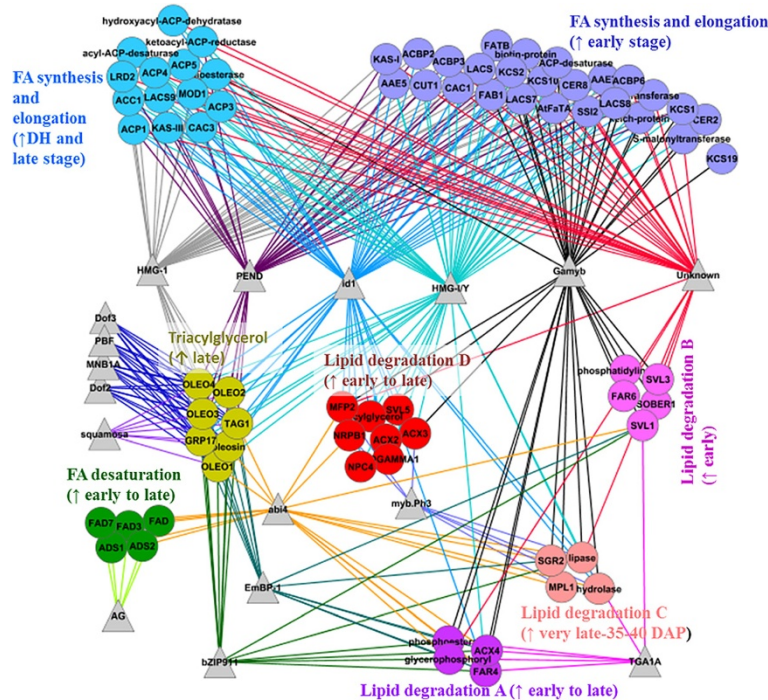 hydroxyacyl-ACP-dehydratase
ketoacyl-ACP-reductase
acyl-ACP-desaturase
ACP5
LRD2
ACP4
ACC1
LACS9
MOD1
ACP3
ACP1
KAS-III
CAC3
FA synthesis
and
elongation
(↑DH and
late stage)
FA synthesis and elongation
(↑ early stage)
KAS-I
ACBP2
ACBP3
FATB
biotin-protein
ACP-desaturase
AAE5
CUT1
CAC1
LACS
KCS2
KCS10
CER8
AAE
ACBP6
FAB1
LACS7
AtFaTA
SSI2
LACS8
KCS1
CER2
S-malonyltransferase
KCS19
HMG-1
PEND
id1
HMG-I/Y
Gamyb
Unknown
Dof3
PBF
MNB1A
Dof2
squamosa
Triacylglycerol
(↑ late)
OLEO4
OLEO2
OLEO3
TAG1
GRP17
oleosin
OLEO1
Lipid degradation D
(↑ early to late)
MFP2
SVL5
NRPB1
ACX2
ACX3
NPC4
Lipid degradation B
(↑ early)
phosphatidylin
SVL3
FAR6
SOBER1
SVL1
FA desaturation
(↑ early to late)
FAD7
FAD3
FAD
ADS1
ADS2
AG
abi4
myb.Ph3
EmBP-1
bZIP911
TGA1A
SGR2
lipase
MPL1
hydrolase
Lipid degradation C
(↑ very late-35-40 DAP)
phosphoester
glycerophosphoryl
ACX4
FAR4
Lipid degradation A (↑ early to late)